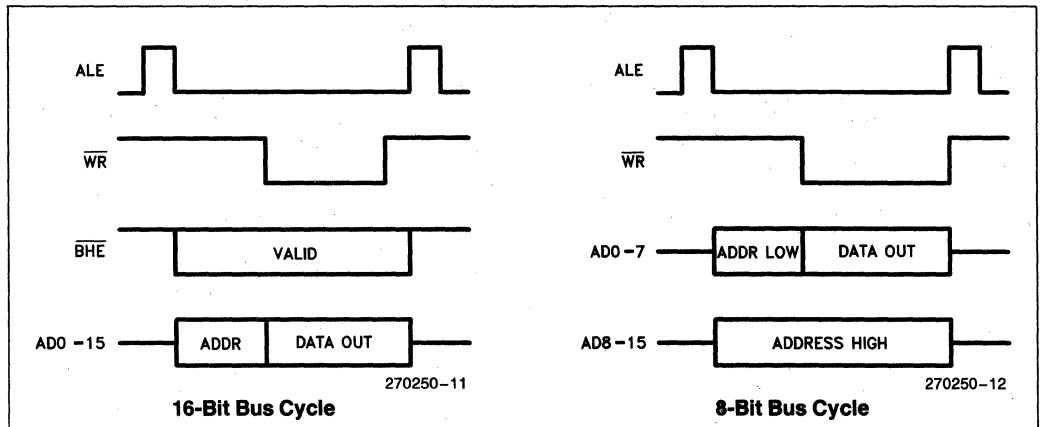 ALE
WR
BHE
VALID
AD0-15
ADDR
DATA OUT
270250-11
16-Bit Bus Cycle
ALE
WR
AD0-7
ADDR LOW
DATA OUT
AD8-15
ADDRESS HIGH
270250-12
8-Bit Bus Cycle